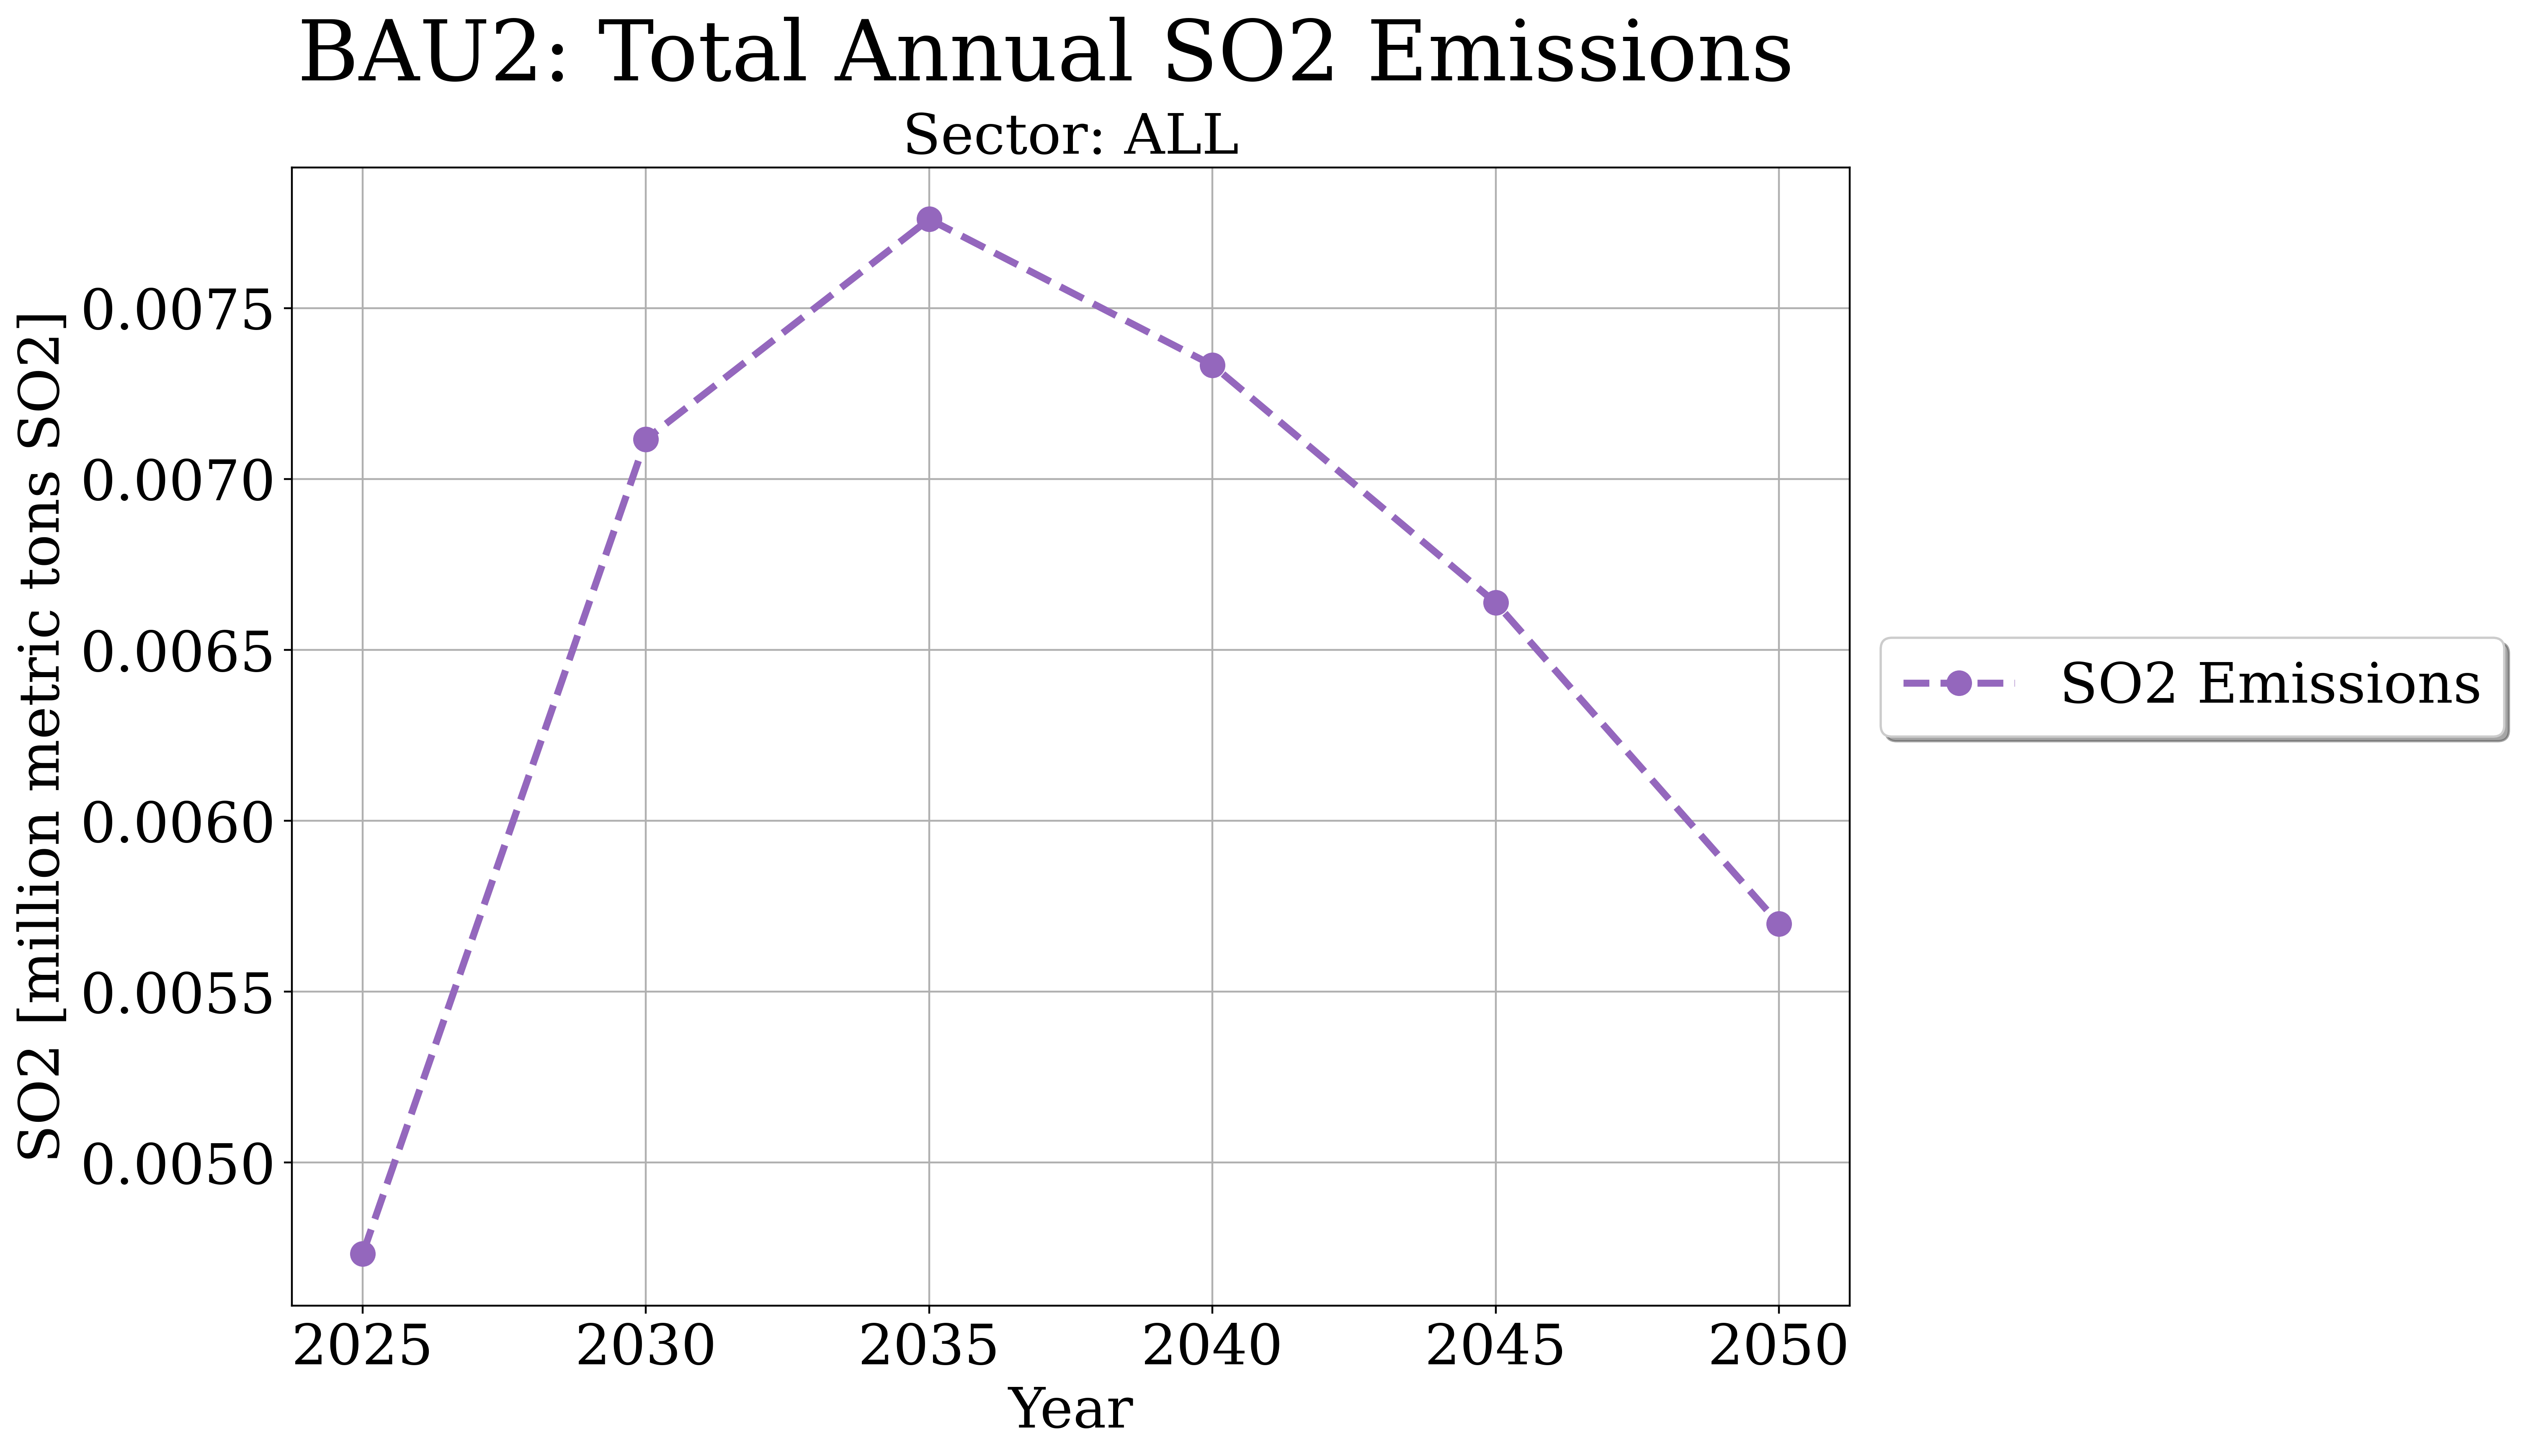 BAU2: Total Annual SO2 Emissions
Sector: ALL
SO2 [million metric tons SO2]
0.0075
0.0070
0.0065
0.0060
0.0055
0.0050
2025 2030 2035 2040 2045 2050
Year
SO2 Emissions